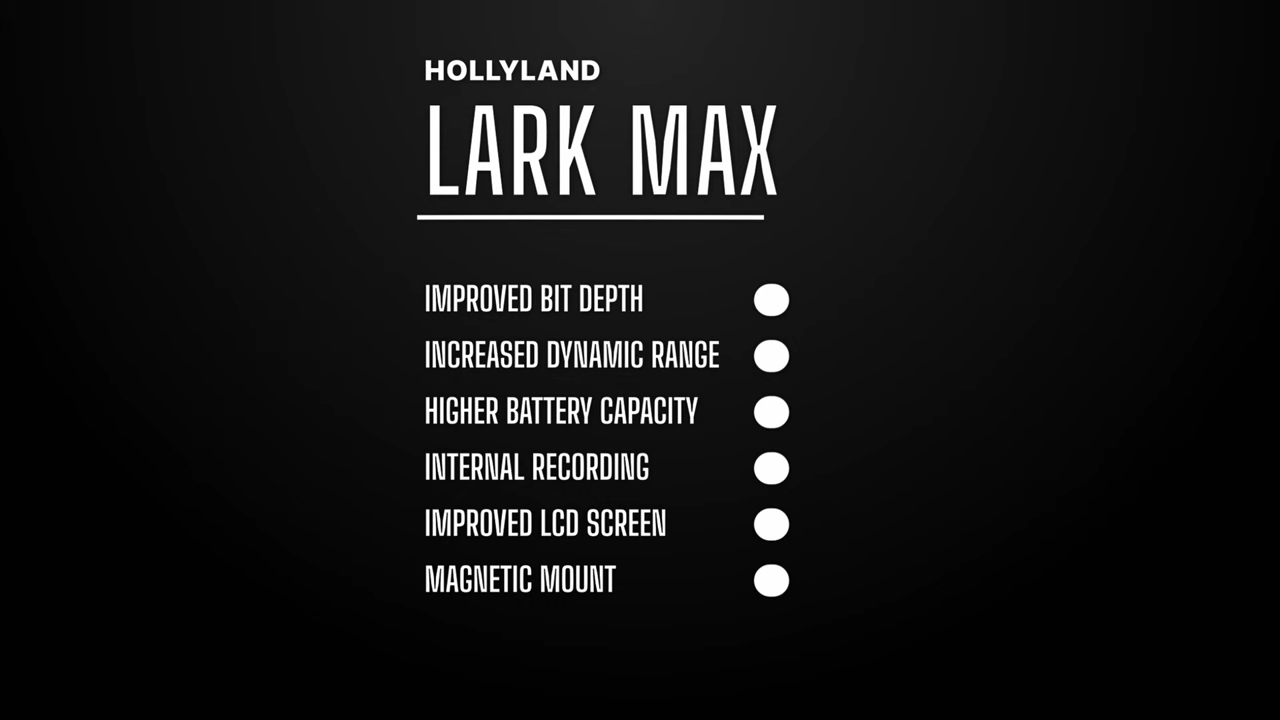 HOLLYLAND
LARK MAX
IMPROVED BIT DEPTH
INCREASED DYNAMIC RANGE
HIGHER BATTERY CAPACITY
INTERNAL RECORDING
IMPROVED LCD SCREEN
MAGNETIC MOUNT